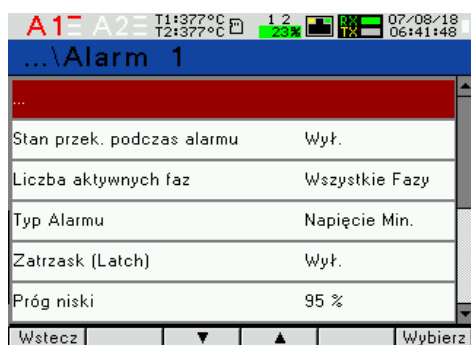 A1 A2 T1:377°C 1 2 RX 07/08/18
T2:377°C 23% TX 06:41:48
...\Alarm 1
...
Stan przek. podczas alarmu Wył.
Liczba aktywnych faz Wszystkie Fazy
Typ Alarmu Napięcie Min.
Zatrzask (Latch) Wył.
Próg niski 95 %
Wstecz ▼ ▲ Wybierz